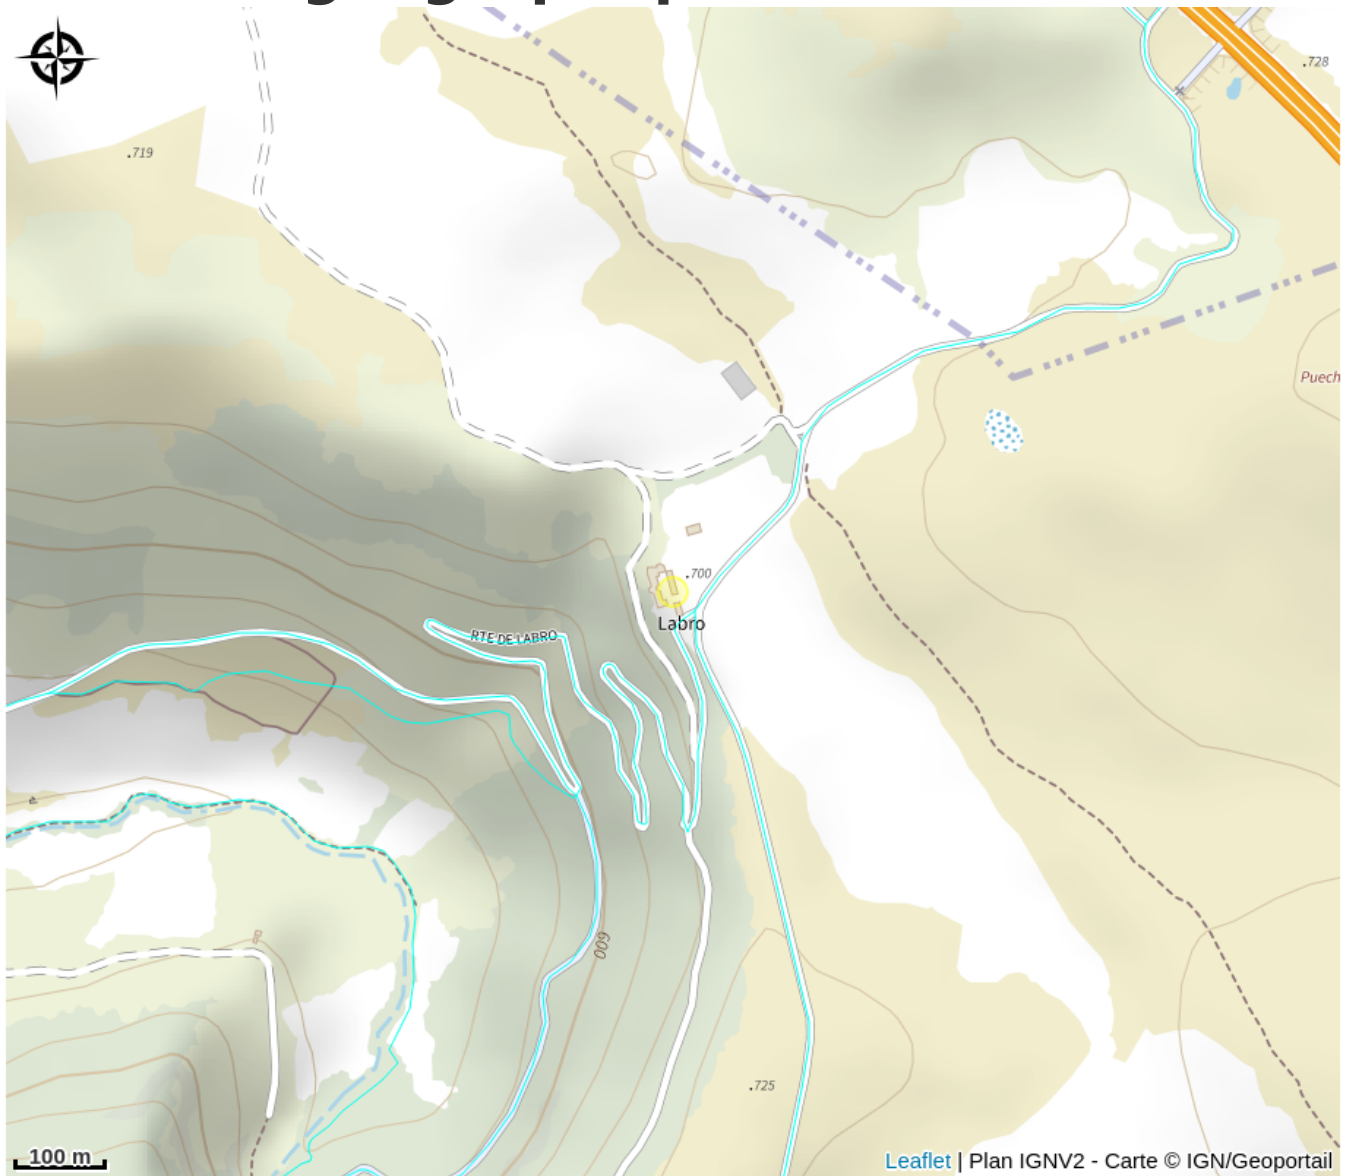 .728
.719
Puech
.700
Labro
RTE DE LABRO
600
.725
100 m
Leaflet | Plan IGNV2 - Carte © IGN/Geoportail